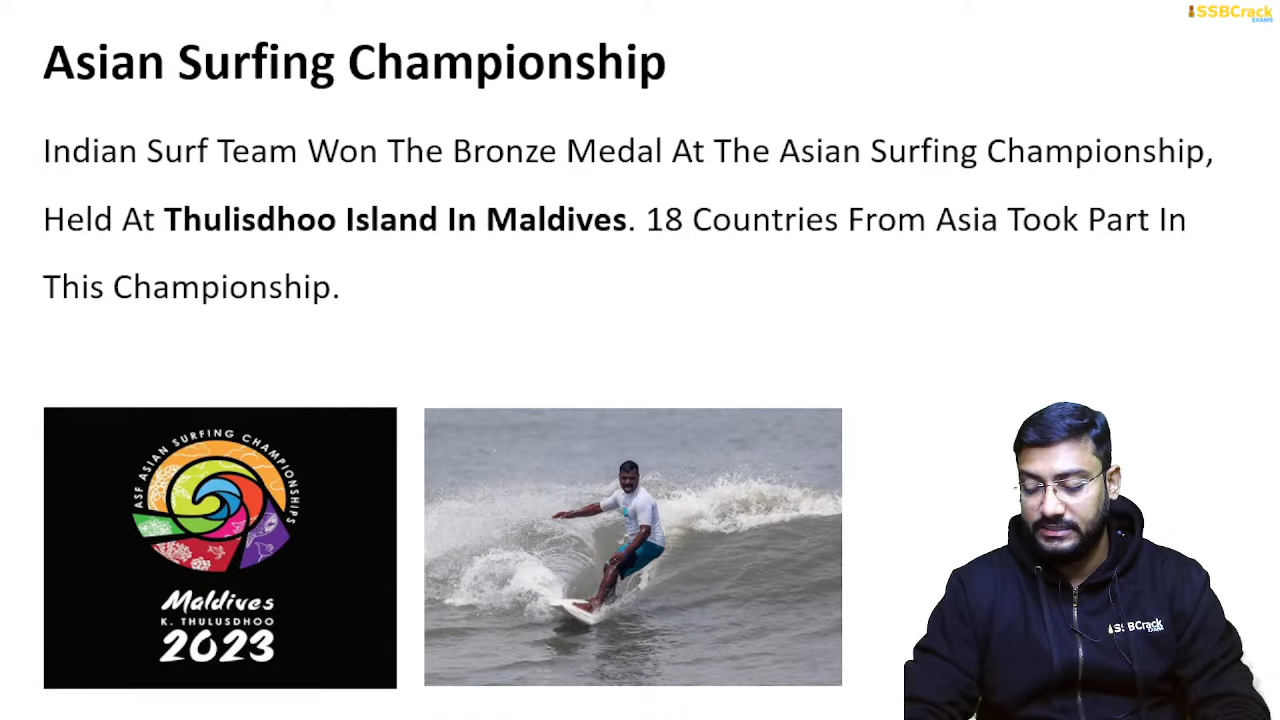 SSBCrack
EXAMS
Asian Surfing Championship
Indian Surf Team Won The Bronze Medal At The Asian Surfing Championship,
Held At Thulisdhoo Island In Maldives. 18 Countries From Asia Took Part In
This Championship.
ASF ASIAN SURFING CHAMPIONSHIPS
Maldives
K. THULUSDHOO
2023
SSBCrack
EXAMS